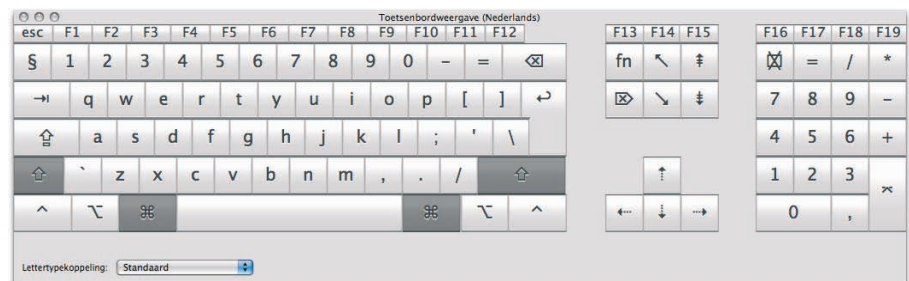 Toetsenbordweergave (Nederlands)
esc F1 F2 F3 F4 F5 F6 F7 F8 F9 F10 F11 F12 F13 F14 F15 F16 F17 F18 F19
§ 1 2 3 4 5 6 7 8 9 0 - = ⌫ fn ↖ ⇞ ⌧ = / *
⇥ q w e r t y u i o p [ ] ↩ ⌦ ↘ ⇟ 7 8 9 -
⇪ a s d f g h j k l ; ' \ 4 5 6 +
⇧ ` z x c v b n m , . / ⇧ ⇡ 1 2 3 ⌤
^ ⌥ ⌘ ⌘ ⌥ ^ ⇠ ⇣ ⇢ 0 ,
Lettertypekoppeling: Standaard